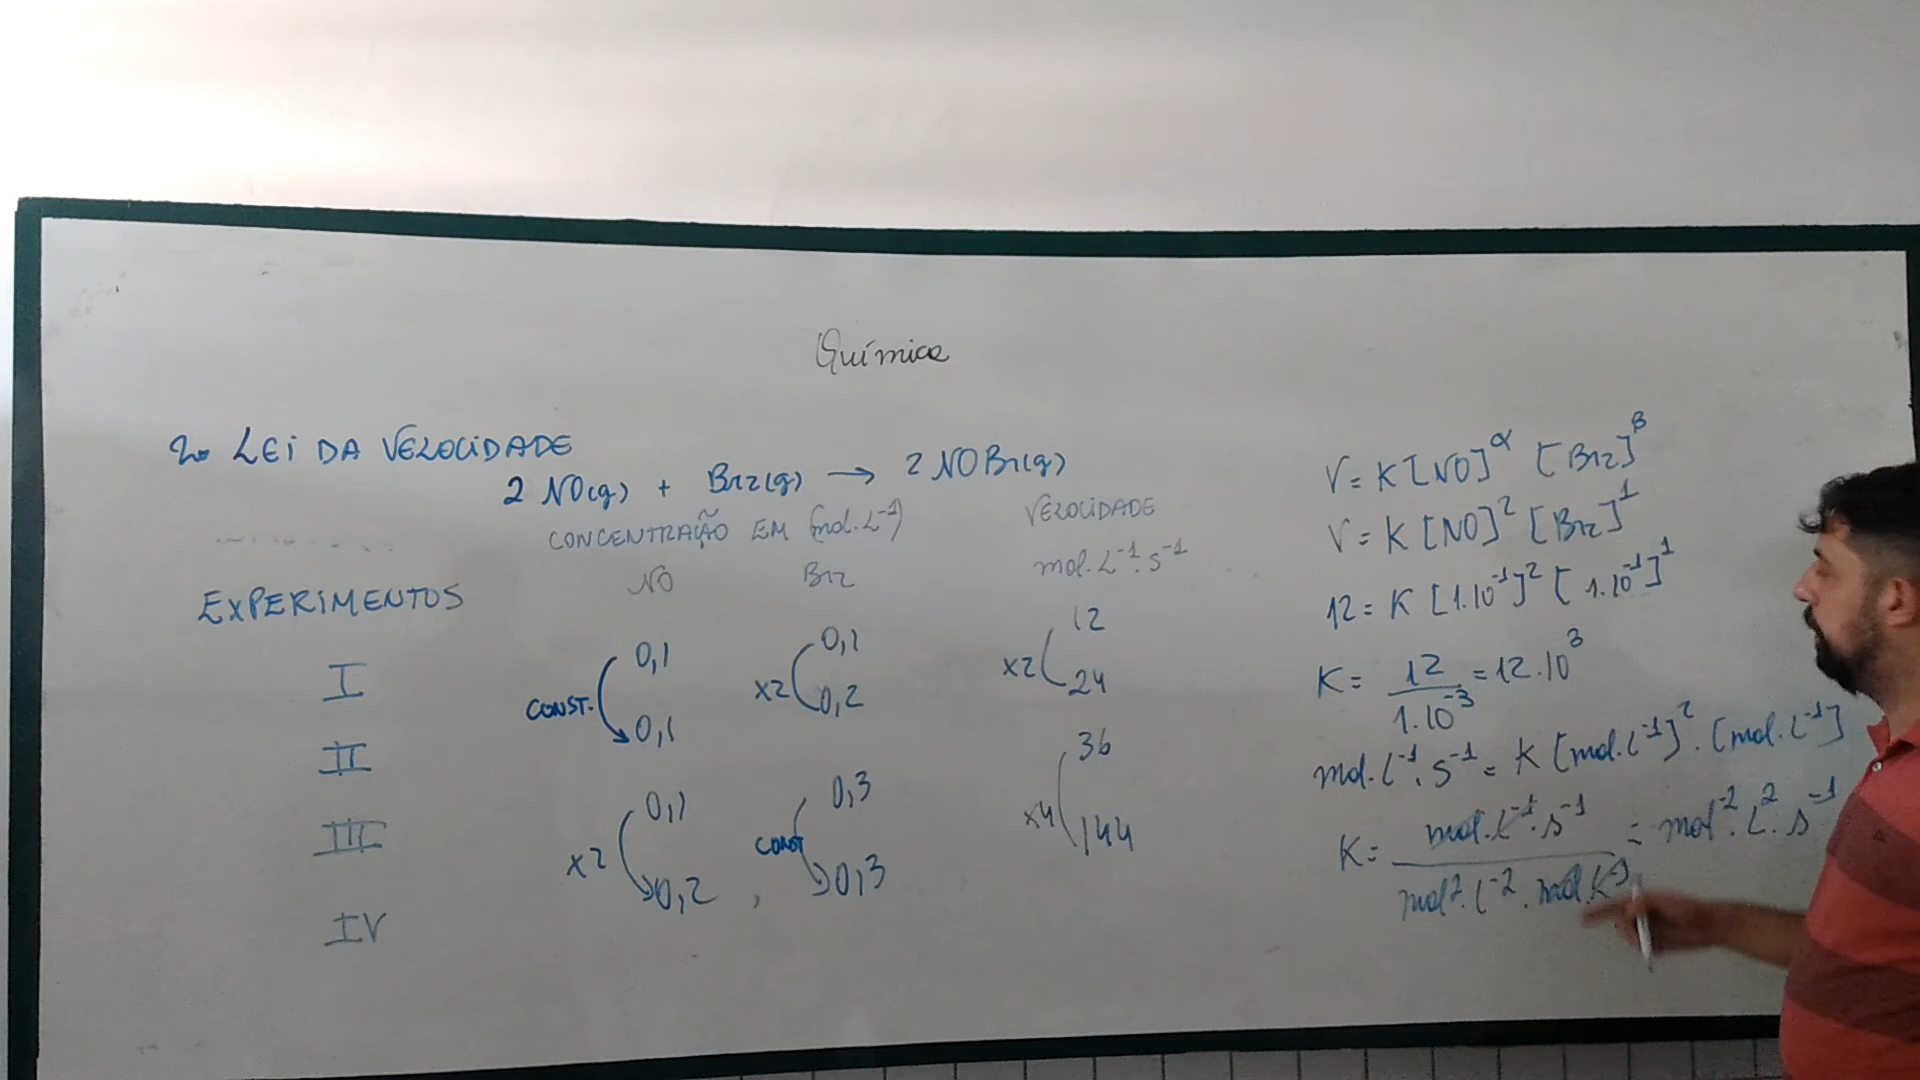 Química
2. LEI DA VELOCIDADE
2 NO(g) + Br2(g) → 2 NOBr(g)
CONCENTRAÇÃO EM (mol.L⁻¹) VELOCIDADE
NO Br2 mol.L⁻¹.s⁻¹
EXPERIMENTOS
I 0,1 0,1 12
CONST. x2 x2
II 0,1 0,2 24
III 0,1 0,3 36
x2 CONST x4
IV 0,2 , 0,3 144
V = K [NO]^α [Br2]^β
V = K [NO]² [Br2]¹
12 = K [1.10⁻¹]² [1.10⁻¹]¹
K = 12 / 1.10⁻³ = 12.10³
mol.L⁻¹.s⁻¹ = K [mol.L⁻¹]² . [mol.L⁻¹]
K = mol.L⁻¹.s⁻¹ / mol².L⁻².mol.L⁻¹ = mol⁻².L².s⁻¹